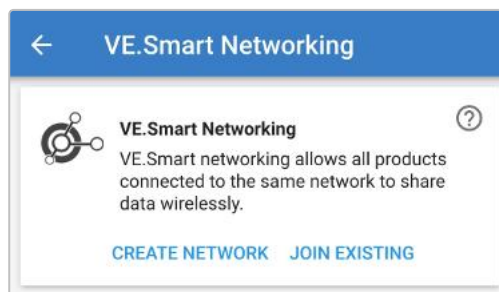 VE.Smart Networking
VE.Smart Networking
VE.Smart networking allows all products
connected to the same network to share
data wirelessly.
CREATE NETWORK JOIN EXISTING